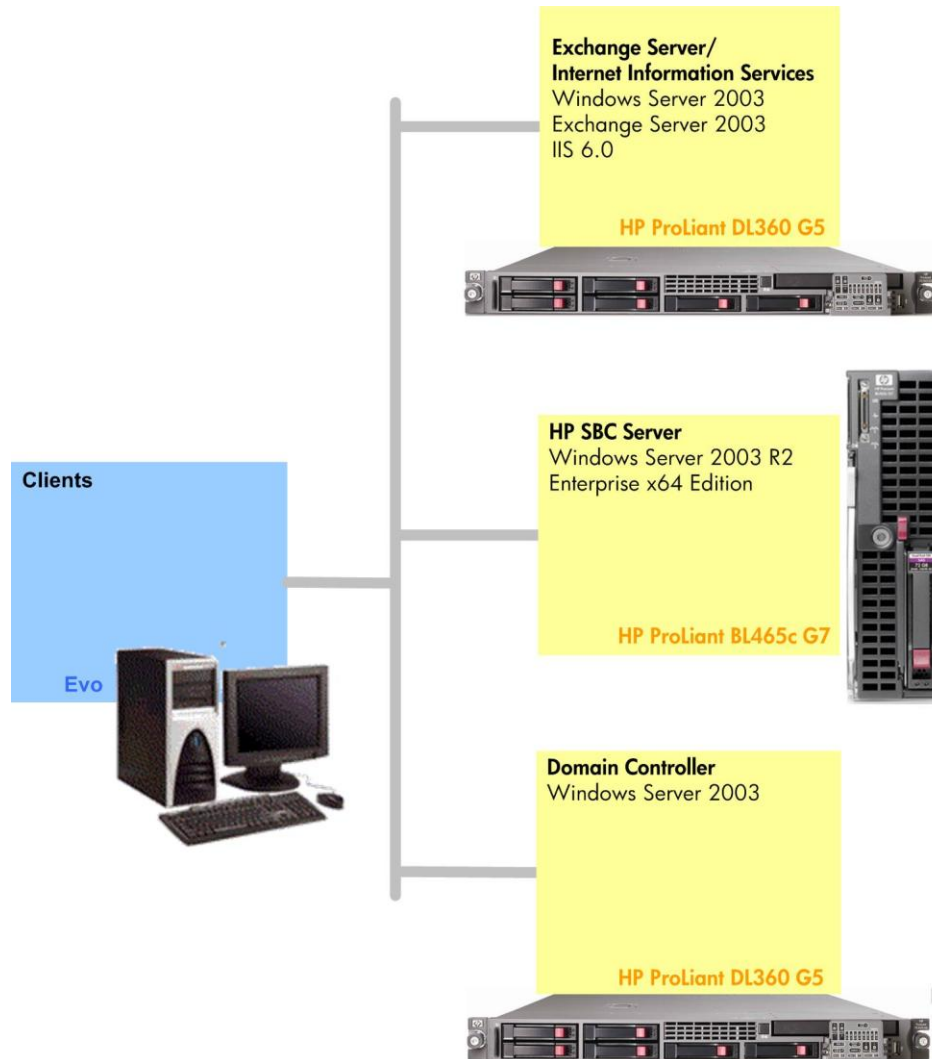 Exchange Server/
Internet Information Services
Windows Server 2003
Exchange Server 2003
IIS 6.0
HP ProLiant DL360 G5
HP SBC Server
Windows Server 2003 R2
Enterprise x64 Edition
HP ProLiant BL465c G7
Clients
Evo
Domain Controller
Windows Server 2003
HP ProLiant DL360 G5